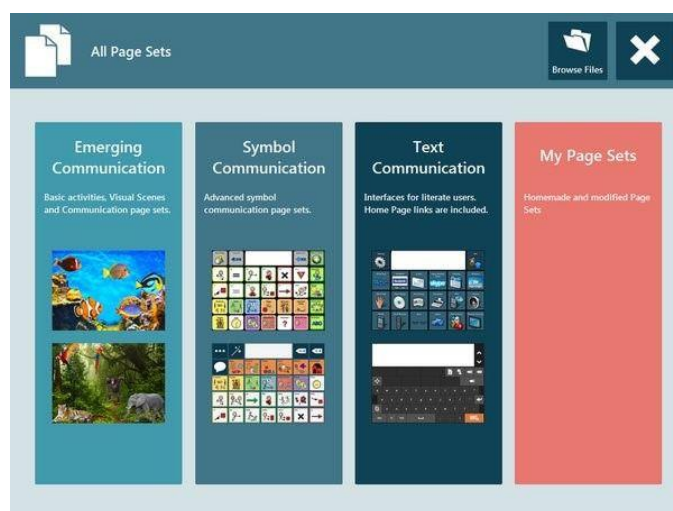 All Page Sets
Browse Files
Emerging
Communication
Basic activities, Visual Scenes
and Communication page sets.
Symbol
Communication
Advanced symbol
communication page sets.
Text
Communication
Interfaces for literate users.
Home Page links are included.
My Page Sets
Homemade and modified Page
Sets